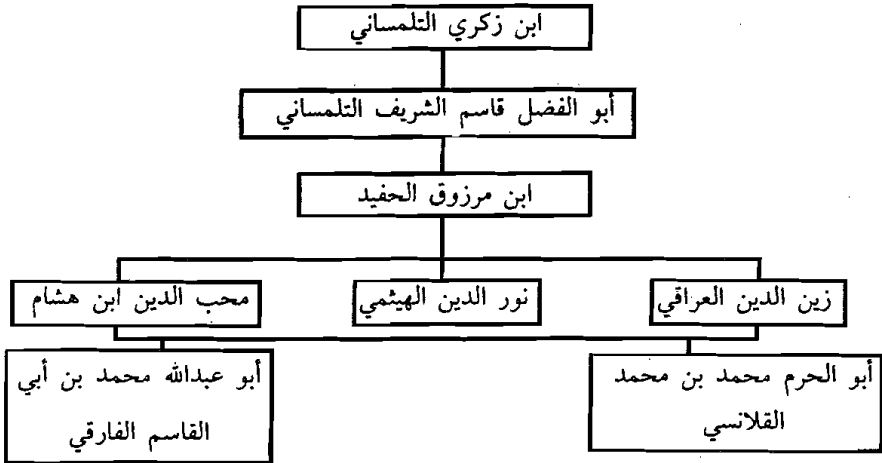 ابن زكري التلمساني
أبو الفضل قاسم الشريف التلمساني
ابن مرزوق الحفيد
زين الدين العراقي
نور الدين الهيثمي
محب الدين ابن هشام
أبو الحرم محمد بن محمد
القلانسي
أبو عبدالله محمد بن أبي
القاسم الفارقي